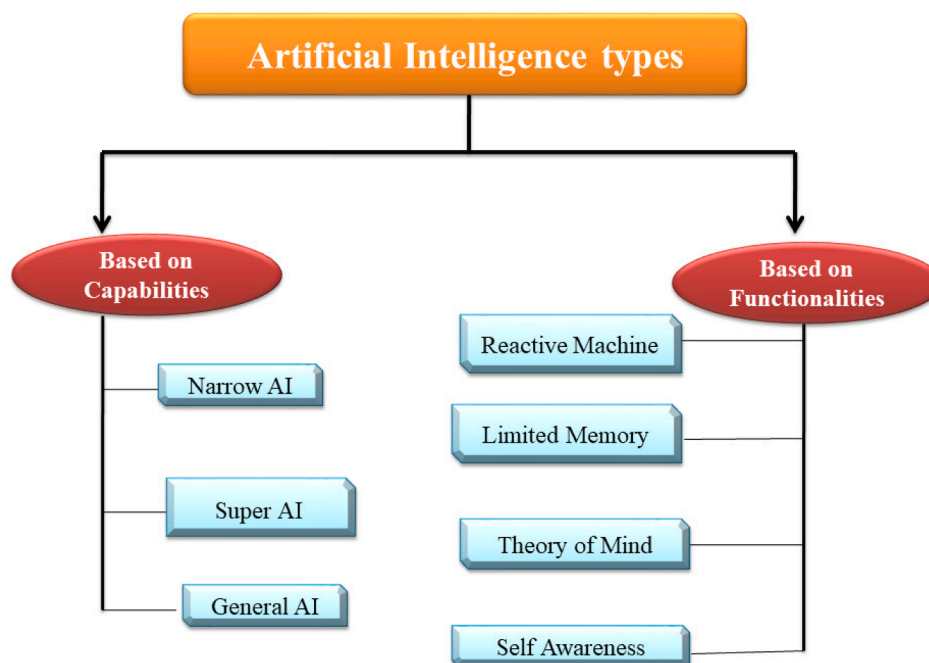 Artificial Intelligence types
Based on
Capabilities
Narrow AI
Super AI
General AI
Based on
Functionalities
Reactive Machine
Limited Memory
Theory of Mind
Self Awareness